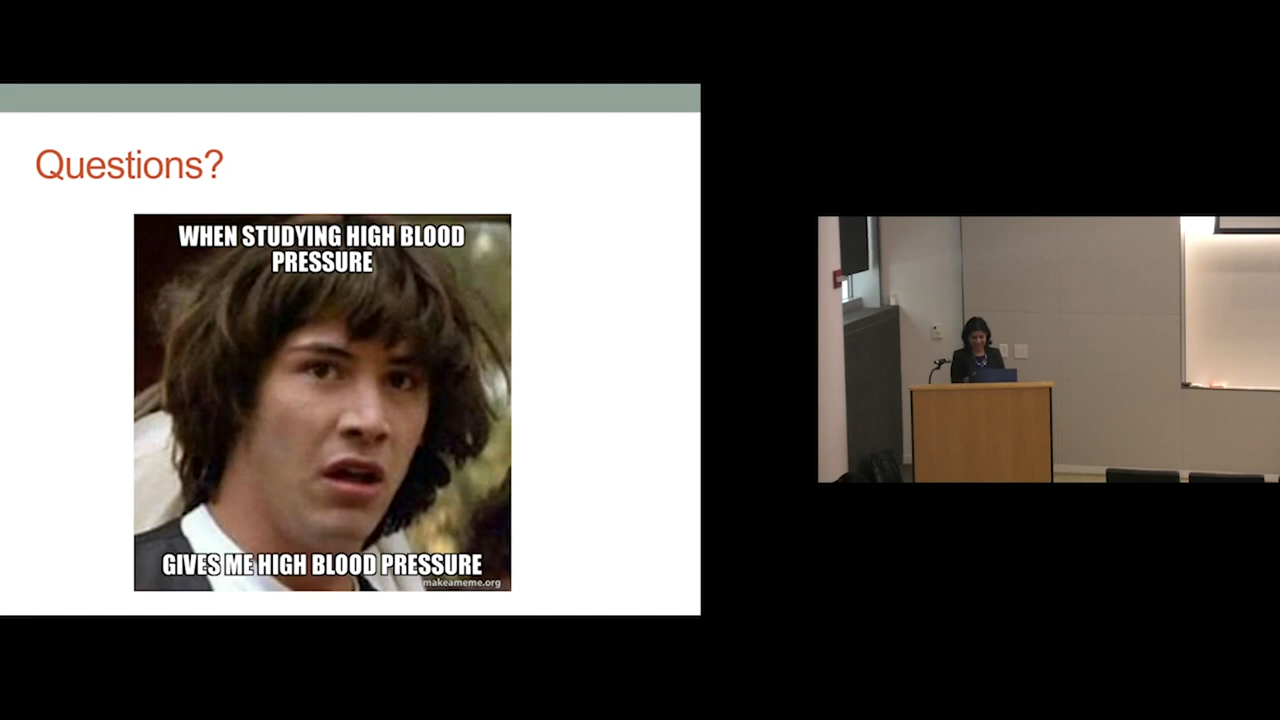 Questions?
WHEN STUDYING HIGH BLOOD
PRESSURE
GIVES ME HIGH BLOOD PRESSURE
makeameme.org